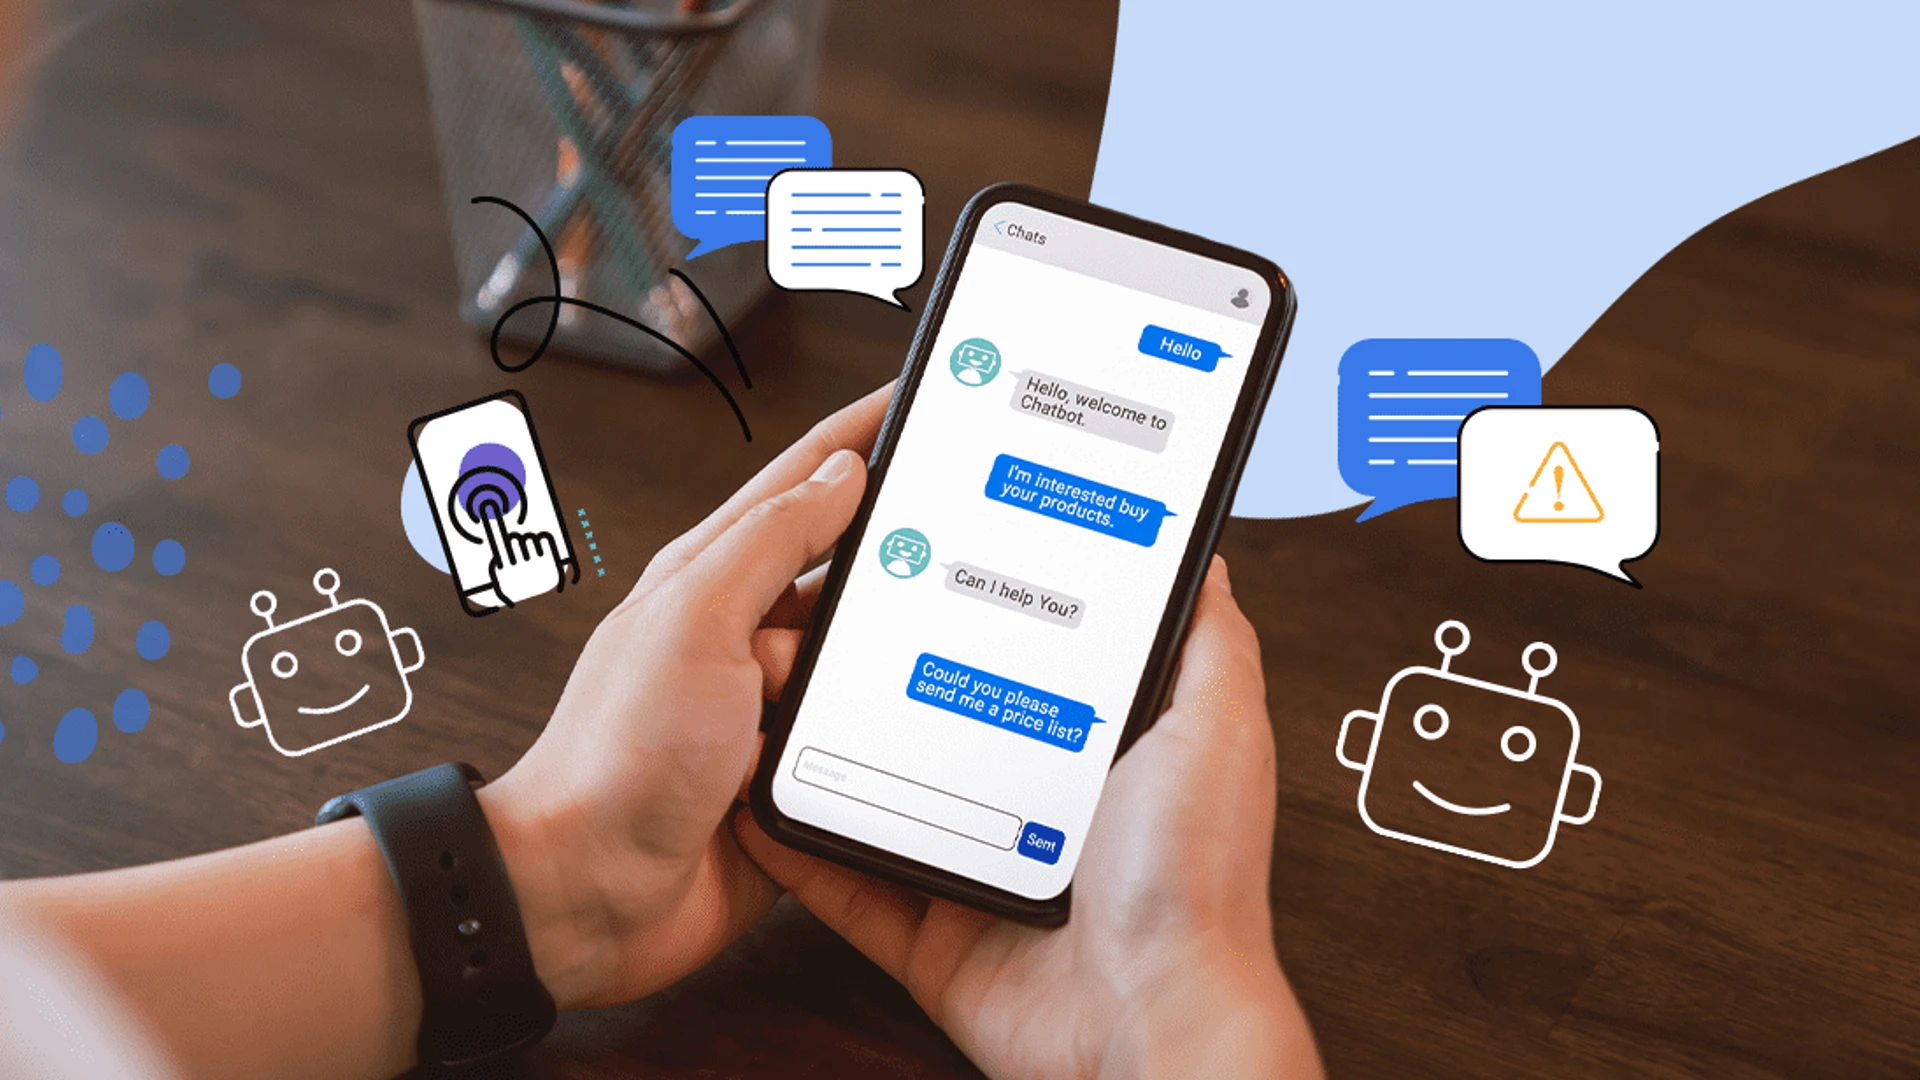 Chats
Hello
Hello, welcome to
Chatbot.
I'm interested buy
your products.
Can I help You?
Could you please
send me a price list?
Message
Sent